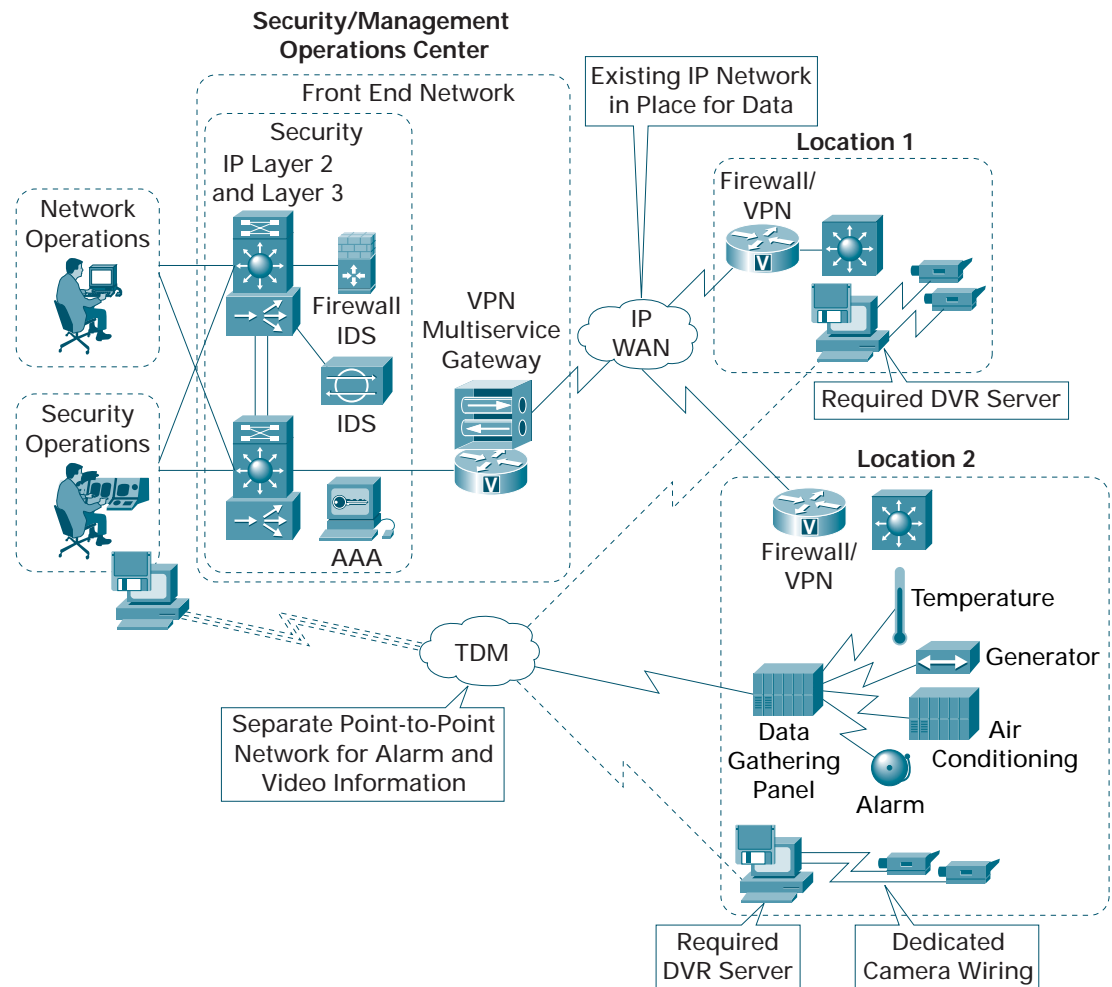 Security/Management
Operations Center
Front End Network
Security
IP Layer 2
and Layer 3
Network
Operations
Firewall
IDS
IDS
VPN
Multiservice
Gateway
Security
Operations
AAA
Existing IP Network
in Place for Data
IP
WAN
Location 1
Firewall/
VPN
V
Required DVR Server
V
Location 2
V
Firewall/
VPN
Temperature
Generator
Air
Conditioning
Data
Gathering
Panel
Alarm
TDM
Separate Point-to-Point
Network for Alarm and
Video Information
Required
DVR Server
Dedicated
Camera Wiring